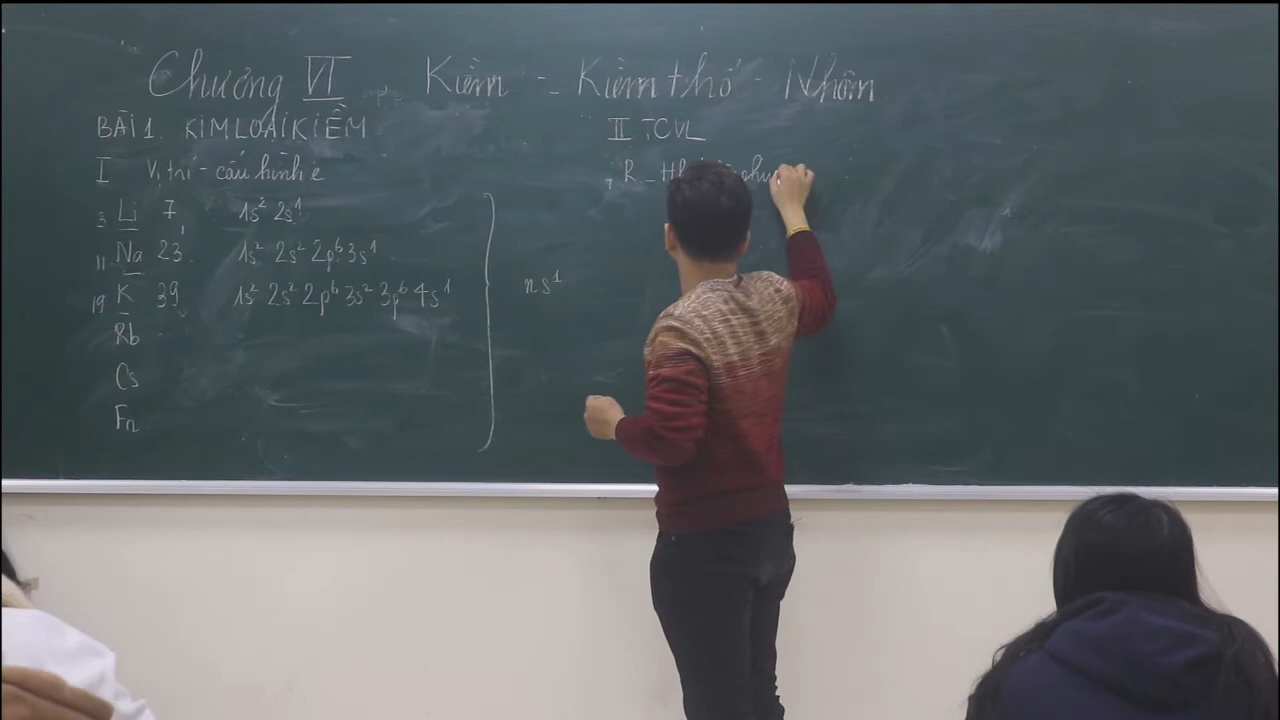 Chương VI Kiềm - Kiềm thổ - Nhôm
BÀI 1. KIM LOẠI KIỀM
I Vị trí - cấu hình e
3 Li 7 1s² 2s¹
11 Na 23 1s² 2s² 2p⁶ 3s¹
19 K 39 1s² 2s² 2p⁶ 3s² 3p⁶ 4s¹
Rb
Cs
Fr
ns¹
II TCVL
+ R -